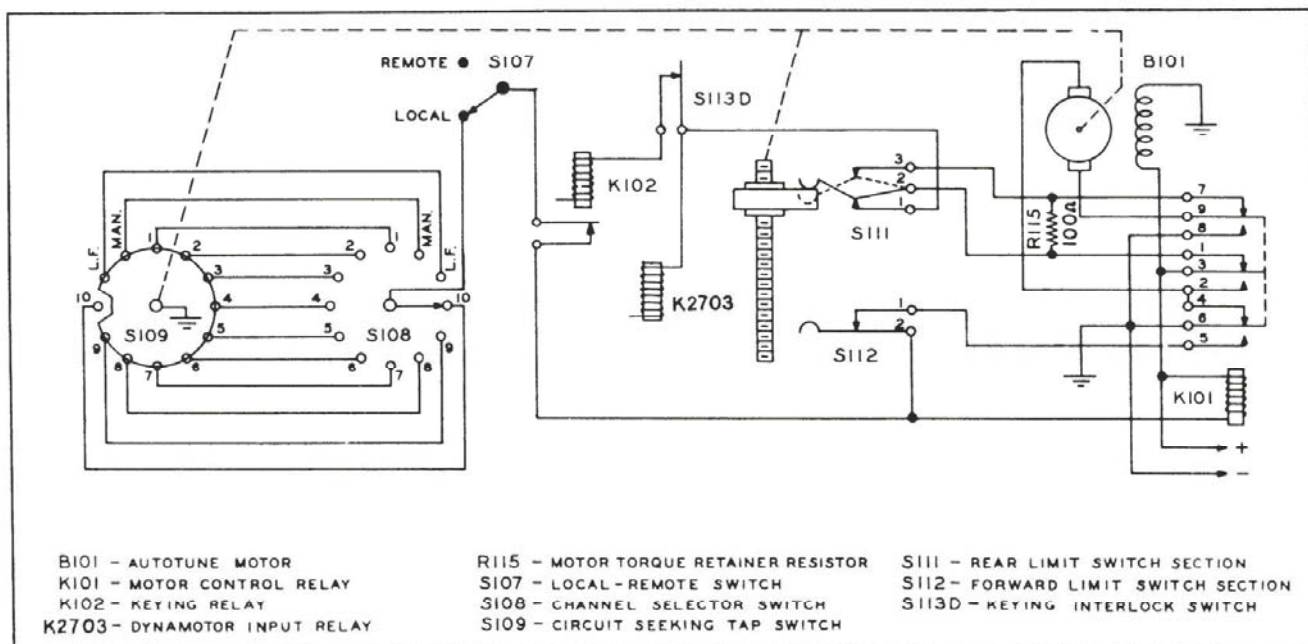 REMOTE
S107
B101
LOCAL
S113D
K102
3
2
1
S111
R115
100Ω
7
9
8
1
3
2
4
6
5
L.F.
MAN.
1
2
3
4
5
6
7
8
9
10
S109
1
2
3
4
5
6
7
8
9
10
MAN.
L.F.
S108
K2703
1
2
S112
K101
+
−
B101 – AUTOTUNE MOTOR
K101 – MOTOR CONTROL RELAY
K102 – KEYING RELAY
K2703 – DYNAMOTOR INPUT RELAY
R115 – MOTOR TORQUE RETAINER RESISTOR
S107 – LOCAL-REMOTE SWITCH
S108 – CHANNEL SELECTOR SWITCH
S109 – CIRCUIT SEEKING TAP SWITCH
S111 – REAR LIMIT SWITCH SECTION
S112 – FORWARD LIMIT SWITCH SECTION
S113D – KEYING INTERLOCK SWITCH